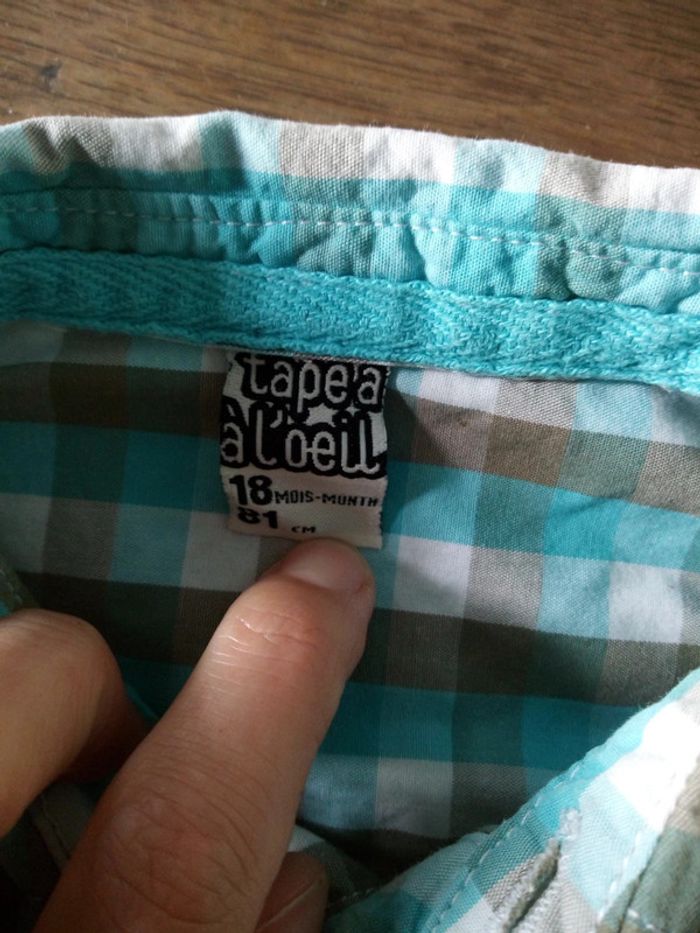 tape a
à l'oeil
18 MOIS-MONTH
81 CM